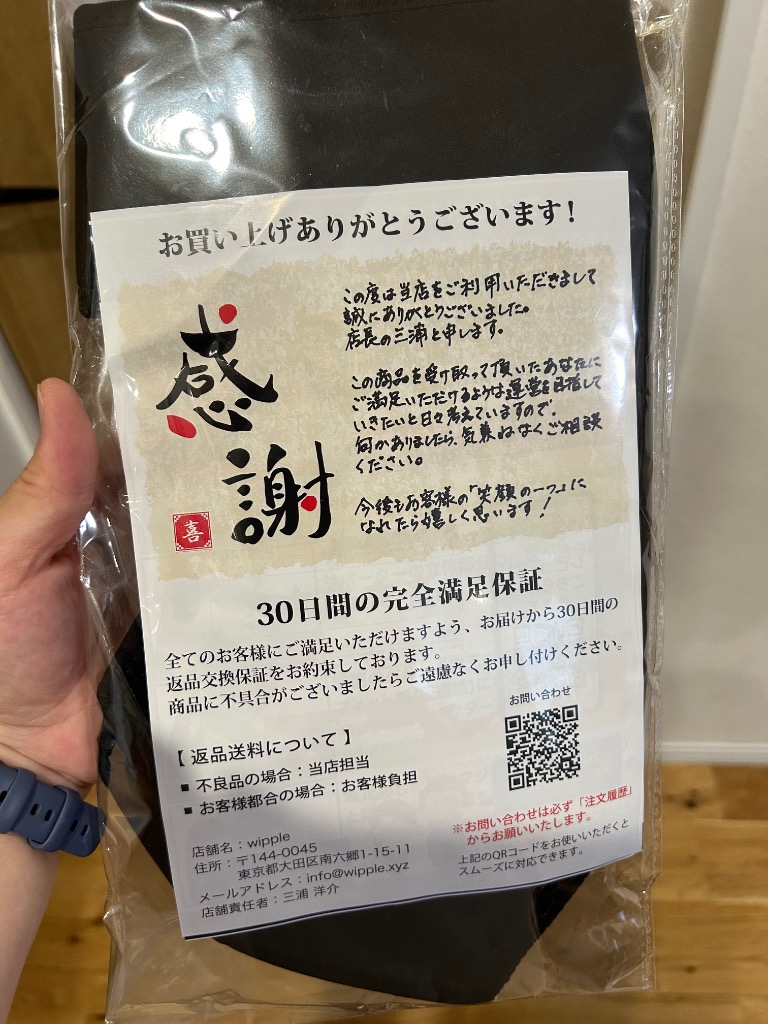 お買い上げありがとうございます!
感謝
喜
この度は当店をご利用いただきまして
誠にありがとうございました。
店長の三浦と申します。
この商品を受け取って頂いたあなたに
ご満足いただけるような運営を目指して
いきたいと日々考えていますので、
何かありましたら、気兼ねなくご相談
ください。
今後もお客様の「笑顔の一つ」に
なれたら嬉しく思います!
30日間の完全満足保証
全てのお客様にご満足いただけますよう、お届けから30日間の
返品交換保証をお約束しております。
商品に不具合がございましたらご遠慮なくお申し付けください。
【 返品送料について 】
■ 不良品の場合:当店担当
■ お客様都合の場合:お客様負担
店舗名:wipple
住所:〒144-0045
東京都大田区南六郷1-15-11
メールアドレス:info@wipple.xyz
店舗責任者:三浦 洋介
お問い合わせ
※お問い合わせは必ず「注文履歴」
からお願いいたします。
上記のQRコードをお使いいただくと
スムーズに対応できます。